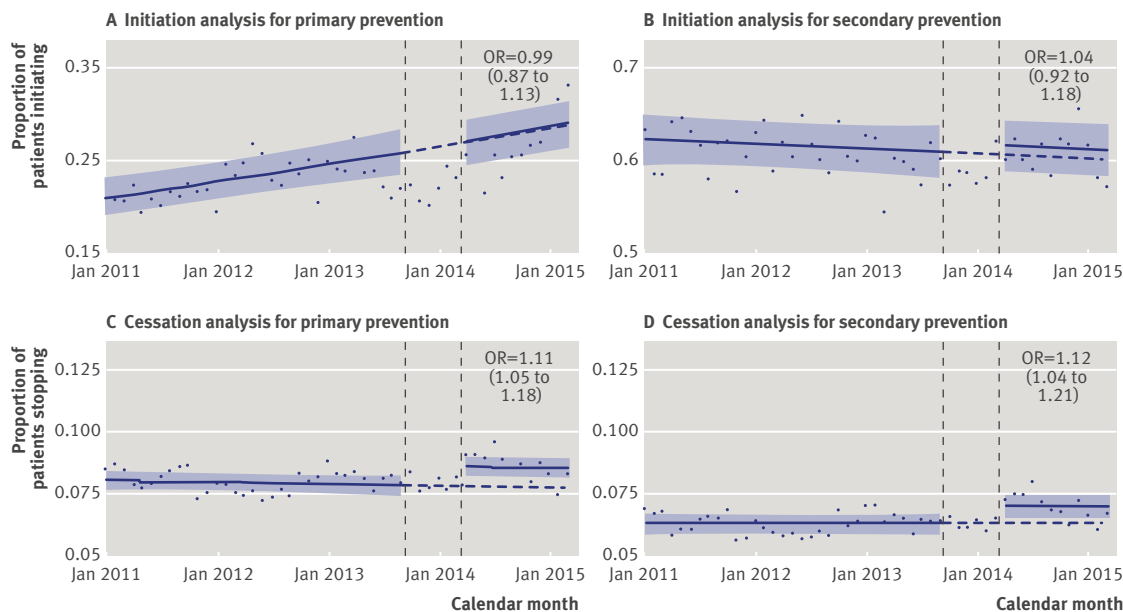 A Initiation analysis for primary prevention
Proportion of
patients initiating
0.35
0.25
0.15
OR=0.99
(0.87 to
1.13)
Jan 2011
Jan 2012
Jan 2013
Jan 2014
Jan 2015
B Initiation analysis for secondary prevention
0.7
0.6
0.5
OR=1.04
(0.92 to
1.18)
Jan 2011
Jan 2012
Jan 2013
Jan 2014
Jan 2015
C Cessation analysis for primary prevention
Proportion of
patients stopping
0.125
0.100
0.075
0.05
OR=1.11
(1.05 to
1.18)
Jan 2011
Jan 2012
Jan 2013
Jan 2014
Jan 2015
Calendar month
D Cessation analysis for secondary prevention
0.125
0.100
0.075
0.05
OR=1.12
(1.04 to
1.21)
Jan 2011
Jan 2012
Jan 2013
Jan 2014
Jan 2015
Calendar month